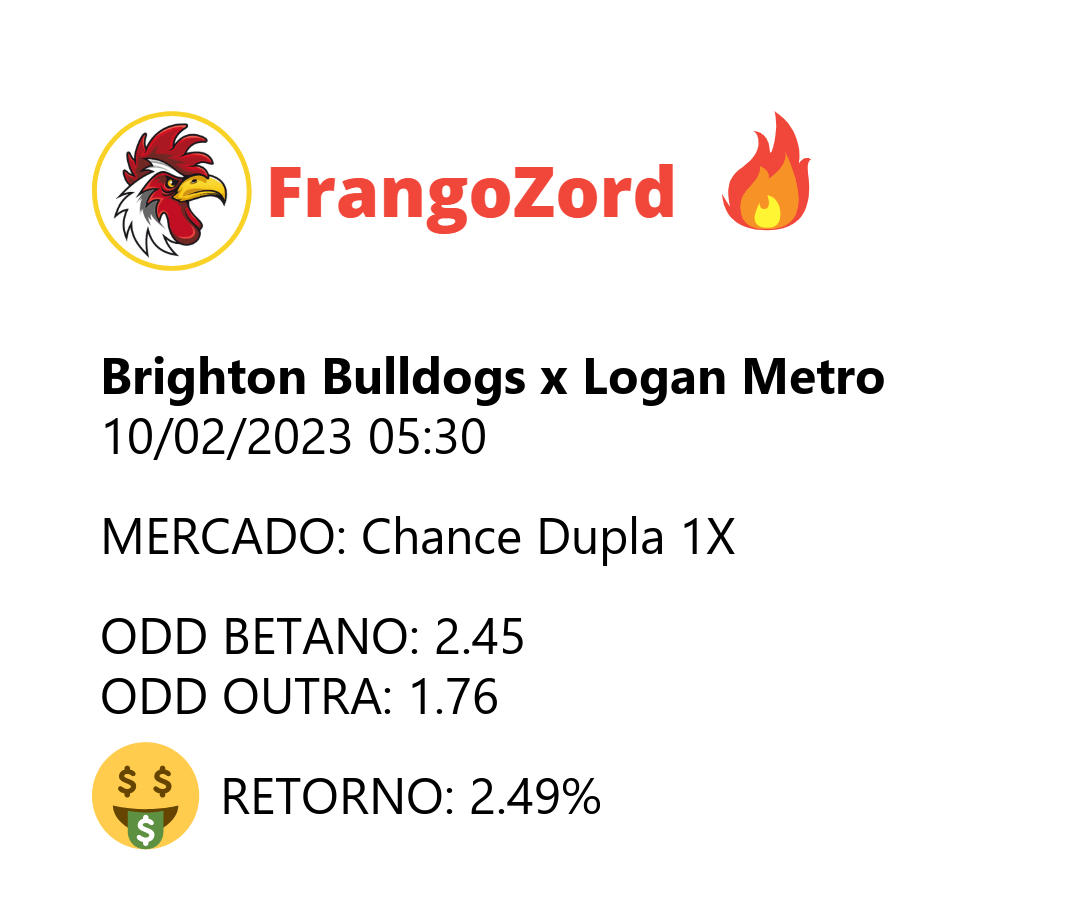 FrangoZord
Brighton Bulldogs x Logan Metro
10/02/2023 05:30
MERCADO: Chance Dupla 1X
ODD BETANO: 2.45
ODD OUTRA: 1.76
RETORNO: 2.49%